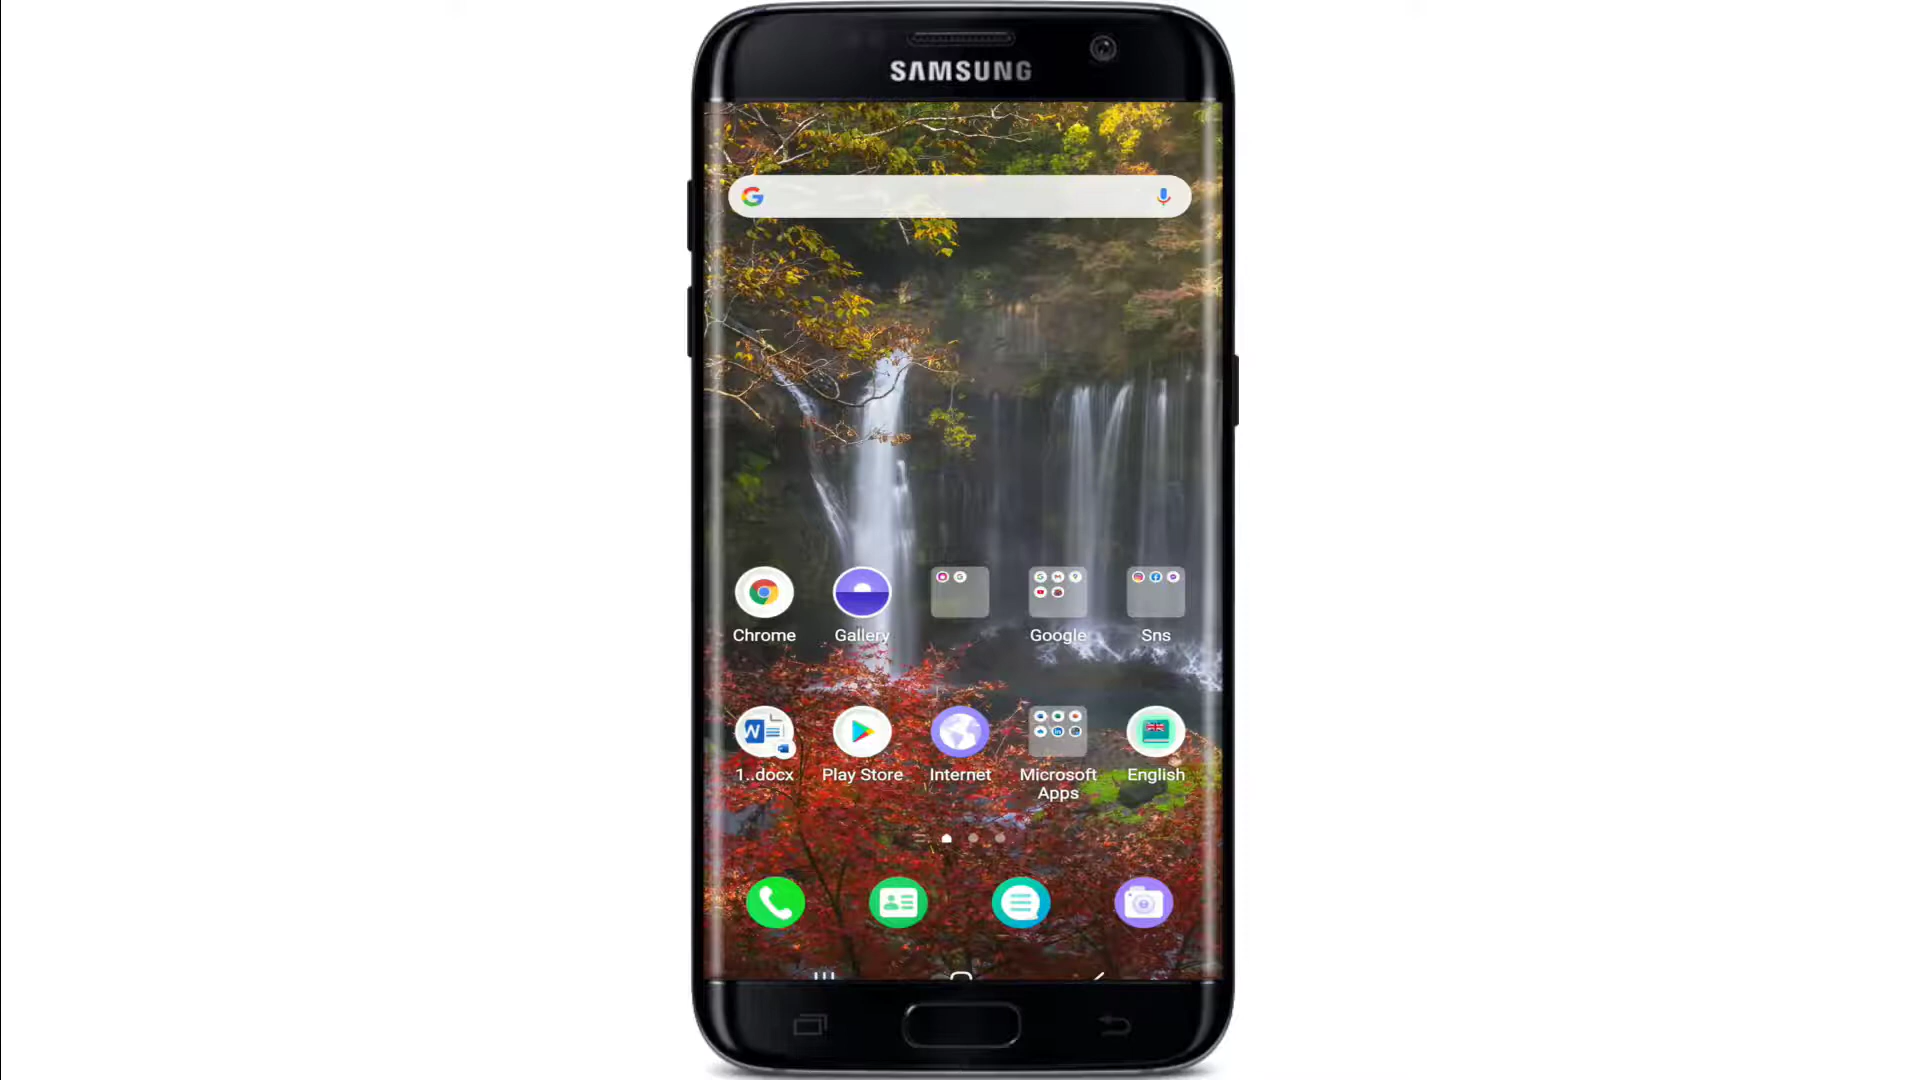 SAMSUNG
Chrome
Gallery
Google
Sns
1..docx
Play Store
Internet
Microsoft
Apps
English